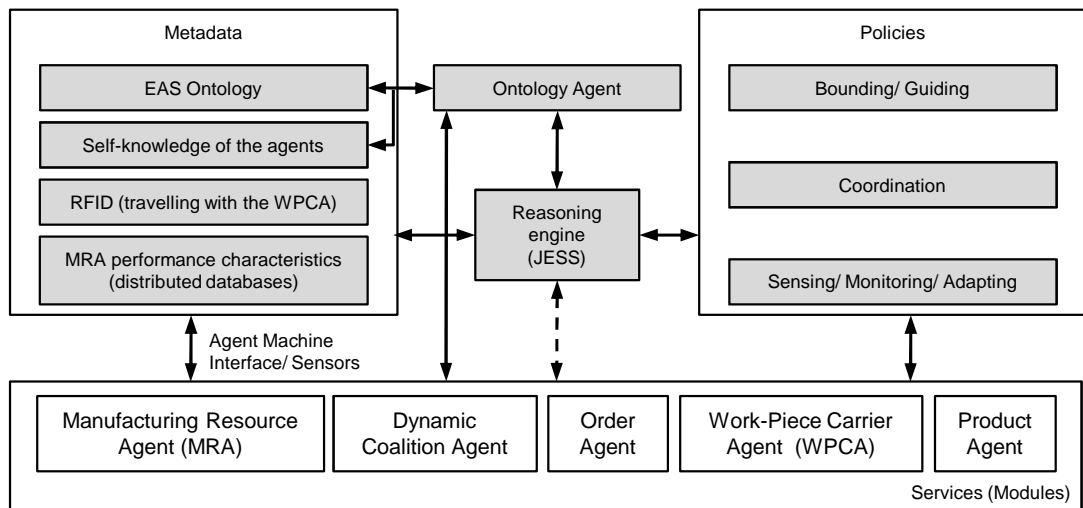 Metadata
EAS Ontology
Self-knowledge of the agents
RFID (travelling with the WPCA)
MRA performance characteristics
(distributed databases)
Ontology Agent
Reasoning
engine
(JESS)
Policies
Bounding/ Guiding
Coordination
Sensing/ Monitoring/ Adapting
Agent Machine
Interface/ Sensors
Manufacturing Resource
Agent (MRA)
Dynamic
Coalition Agent
Order
Agent
Work-Piece Carrier
Agent (WPCA)
Product
Agent
Services (Modules)